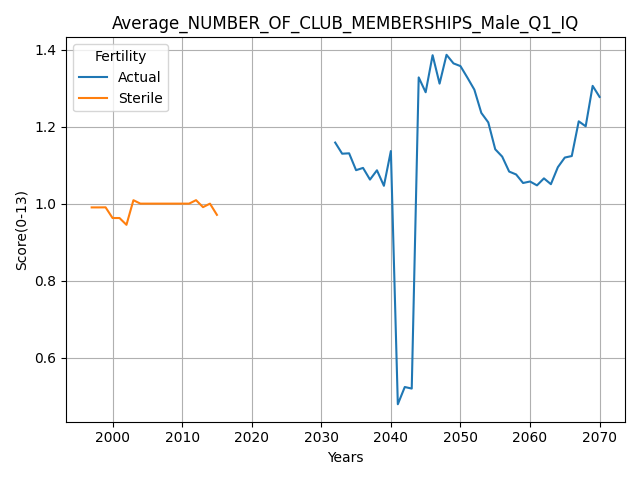 Average_NUMBER_OF_CLUB_MEMBERSHIPS_Male_Q1_IQ
Fertility
Actual
Sterile
Score(0-13)
1.4
1.2
1.0
0.8
0.6
2000 2010 2020 2030 2040 2050 2060 2070
Years